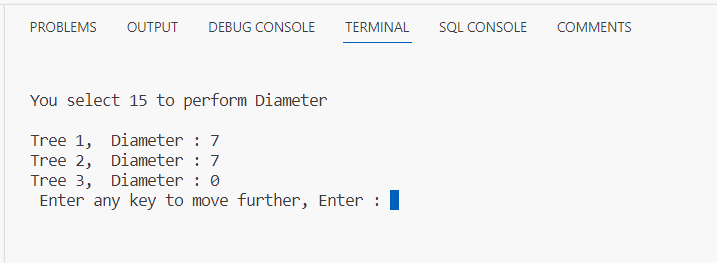 PROBLEMS OUTPUT DEBUG CONSOLE TERMINAL SQL CONSOLE COMMENTS
You select 15 to perform Diameter
Tree 1,  Diameter : 7
Tree 2,  Diameter : 7
Tree 3,  Diameter : 0
 Enter any key to move further, Enter :